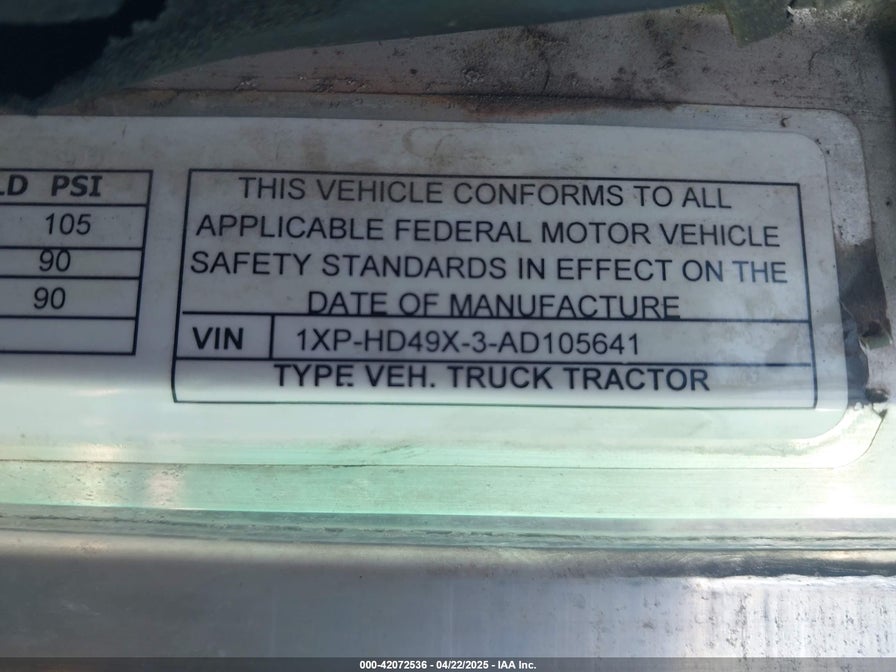 LD PSI
105
90
90
THIS VEHICLE CONFORMS TO ALL
APPLICABLE FEDERAL MOTOR VEHICLE
SAFETY STANDARDS IN EFFECT ON THE
DATE OF MANUFACTURE
VIN 1XP-HD49X-3-AD105641
TYPE VEH. TRUCK TRACTOR
000-42072536 - 04/22/2025 - IAA Inc.